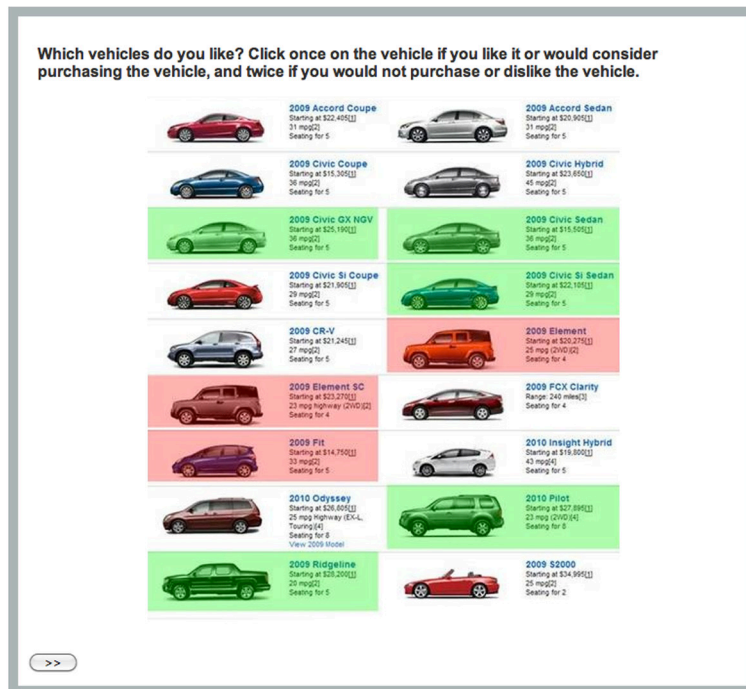 Which vehicles do you like? Click once on the vehicle if you like it or would consider
purchasing the vehicle, and twice if you would not purchase or dislike the vehicle.
2009 Accord Coupe
Starting at $22,405[1]
31 mpg[2]
Seating for 5
2009 Accord Sedan
Starting at $20,905[1]
31 mpg[2]
Seating for 5
2009 Civic Coupe
Starting at $15,305[1]
36 mpg[2]
Seating for 5
2009 Civic Hybrid
Starting at $23,650[1]
45 mpg[2]
Seating for 5
2009 Civic GX NGV
Starting at $25,190[1]
36 mpg[2]
Seating for 5
2009 Civic Sedan
Starting at $15,505[1]
36 mpg[2]
Seating for 5
2009 Civic Si Coupe
Starting at $21,905[1]
29 mpg[2]
Seating for 5
2009 Civic Si Sedan
Starting at $22,105[1]
29 mpg[2]
Seating for 5
2009 CR-V
Starting at $21,245[1]
27 mpg[2]
Seating for 5
2009 Element
Starting at $20,275[1]
25 mpg (2WD)[2]
Seating for 4
2009 Element SC
Starting at $23,270[1]
23 mpg highway (2WD)[2]
Seating for 4
2009 FCX Clarity
Range: 240 miles[3]
Seating for 4
2009 Fit
Starting at $14,750[1]
33 mpg[2]
Seating for 5
2010 Insight Hybrid
Starting at $19,800[1]
43 mpg[4]
Seating for 5
2010 Odyssey
Starting at $26,805[1]
25 mpg Highway (EX-L,
Touring)[4]
Seating for 8
View 2009 Model
2010 Pilot
Starting at $27,895[1]
23 mpg (2WD)[4]
Seating for 8
2009 Ridgeline
Starting at $28,200[1]
20 mpg[2]
Seating for 5
2009 S2000
Starting at $34,995[1]
25 mpg[2]
Seating for 2
>>